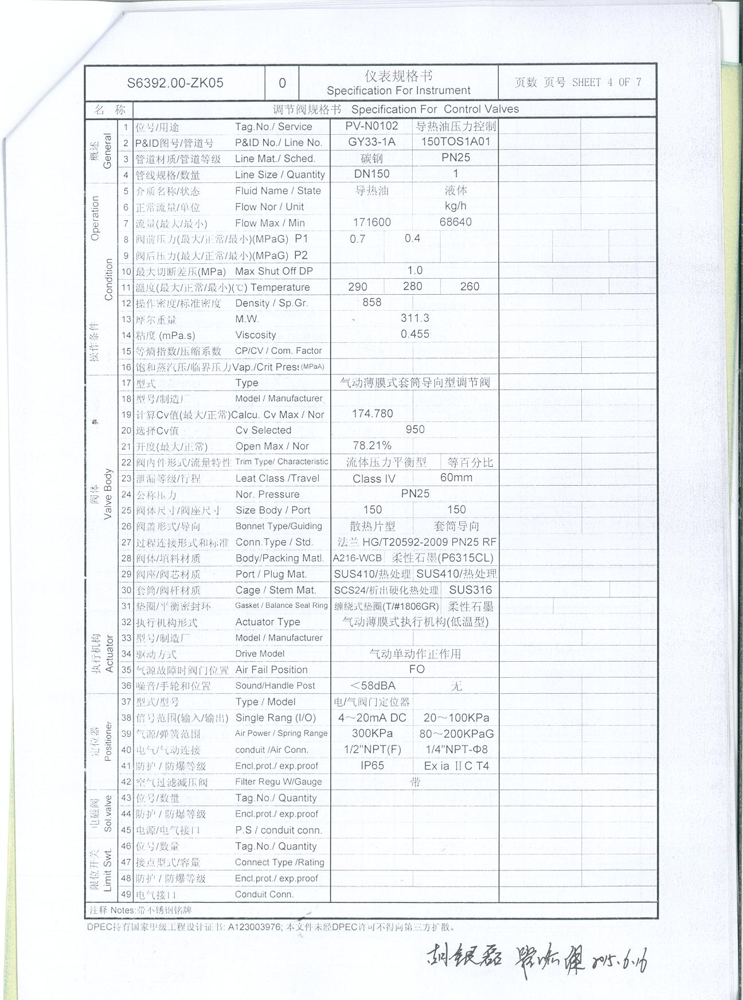 S6392.00-ZK05 0 仪表规格书 页数 页号 SHEET 4 OF 7
Specification For Instrument
名 称 调节阀规格书 Specification For Control Valves
概述 General
1 位号/用途 Tag.No./ Service PV-N0102 导热油压力控制
2 P&ID图号/管道号 P&ID No./ Line No. GY33-1A 150TOS1A01
3 管道材质/管道等级 Line Mat./ Sched. 碳钢 PN25
4 管线规格/数量 Line Size / Quantity DN150 1
操作条件 Operation Condition
5 介质名称/状态 Fluid Name / State 导热油 液体
6 正常流量/单位 Flow Nor / Unit kg/h
7 流量(最大/最小) Flow Max / Min 171600 68640
8 阀前压力(最大/正常/最小)(MPaG) P1 0.7 0.4
9 阀后压力(最大/正常/最小)(MPaG) P2
10 最大切断差压(MPa) Max Shut Off DP 1.0
11 温度(最大/正常/最小)(℃) Temperature 290 280 260
12 操作密度/标准密度 Density / Sp.Gr. 858
13 摩尔重量 M.W. 311.3
14 粘度 (mPa.s) Viscosity 0.455
15 等熵指数/压缩系数 CP/CV / Com. Factor
16 饱和蒸汽压/临界压力 Vap./Crit Press (MPaA)
阀体 Valve Body
17 型式 Type 气动薄膜式套筒导向型调节阀
18 型号/制造厂 Model / Manufacturer
19 计算Cv值(最大/正常) Calcu. Cv Max / Nor 174.780
20 选择Cv值 Cv Selected 950
21 开度(最大/正常) Open Max / Nor 78.21%
22 阀内件形式/流量特性 Trim Type/ Characteristic 流体压力平衡型 等百分比
23 泄漏等级/行程 Leat Class /Travel Class IV 60mm
24 公称压力 Nor. Pressure PN25
25 阀体尺寸/阀座尺寸 Size Body / Port 150 150
26 阀盖形式/导向 Bonnet Type/Guiding 散热片型 套筒导向
27 过程连接形式和标准 Conn.Type / Std. 法兰 HG/T20592-2009 PN25 RF
28 阀体/填料材质 Body/Packing Matl. A216-WCB 柔性石墨(P6315CL)
29 阀座/阀芯材质 Port / Plug Mat. SUS410/热处理 SUS410/热处理
30 套筒/阀杆材质 Cage / Stem Mat. SCS24/析出硬化热处理 SUS316
31 垫圈/平衡密封环 Gasket / Balance Seal Ring 缠绕式垫圈(T/#1806GR) 柔性石墨
执行机构 Actuator
32 执行机构形式 Actuator Type 气动薄膜式执行机构(低温型)
33 型号/制造厂 Model / Manufacturer
34 驱动方式 Drive Model 气动单动作正作用
35 气源故障时阀门位置 Air Fail Position FO
36 噪音/手轮和位置 Sound/Handle Post <58dBA 无
定位器 Positioner
37 型式/型号 Type / Model 电/气阀门定位器
38 信号范围(输入/输出) Single Rang (I/O) 4～20mA DC 20～100KPa
39 气源/弹簧范围 Air Power / Spring Range 300KPa 80～200KPaG
40 电气/气动连接 conduit /Air Conn. 1/2"NPT(F) 1/4"NPT-Φ8
41 防护 / 防爆等级 Encl.prot./ exp.proof IP65 Ex ia ⅡC T4
42 空气过滤减压阀 Filter Regu W/Gauge 带
电磁阀 Sol.valve
43 位号/数量 Tag.No./ Quantity
44 防护 / 防爆等级 Encl.prot./ exp.proof
45 电源/电气接口 P.S / conduit conn.
限位开关 Limit Swt.
46 位号/数量 Tag.No./ Quantity
47 接点型式/容量 Connect Type /Rating
48 防护 / 防爆等级 Encl.prot./ exp.proof
49 电气接口 Conduit Conn.
注释 Notes:带不锈钢铭牌
DPEC持有国家甲级工程设计证书: A123003976; 本文件未经DPEC许可不得向第三方扩散。
胡银磊 2015.6.16